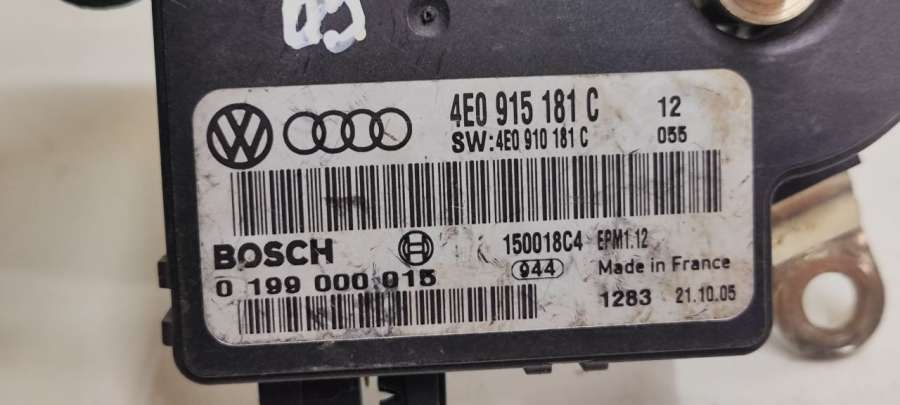 4E0 915 181 C 12
SW:4E0 910 181 C 055
BOSCH 150018C4 EPM1.12
0 199 000 015 944 Made in France
1283 21.10.05